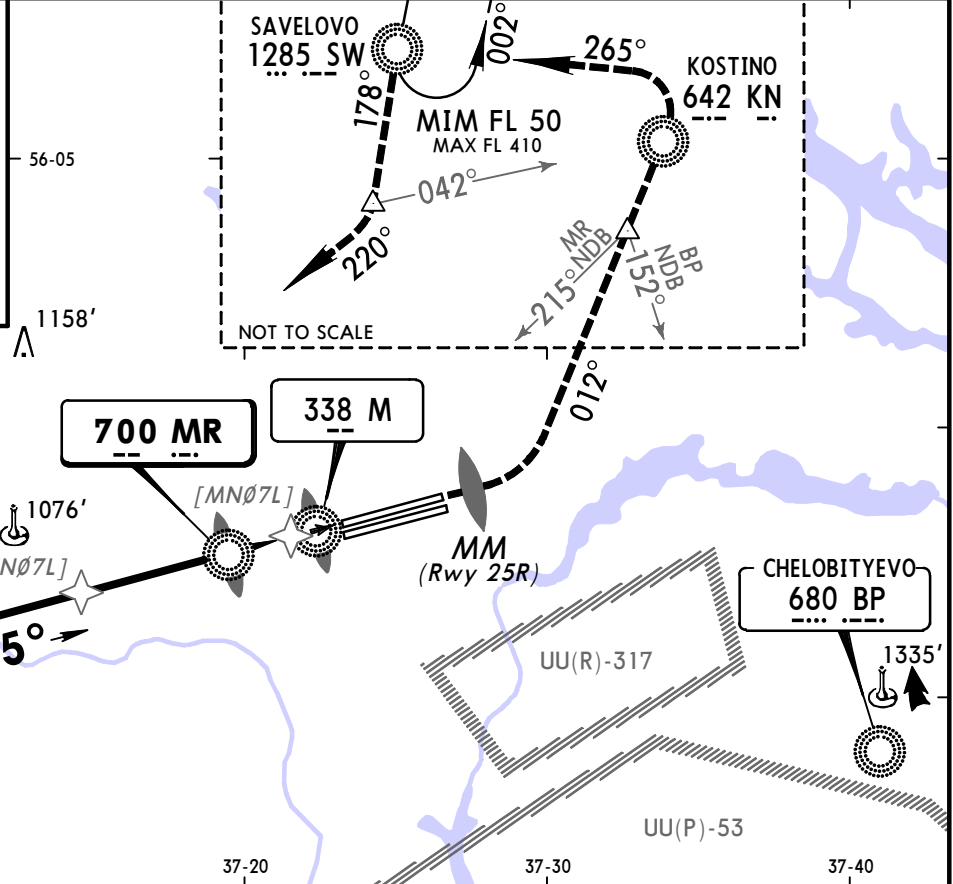 SAVELOVO
1285 SW
178°
002°
265°
KOSTINO
642 KN
MIM FL 50
MAX FL 410
56-05
042°
220°
MR
NDB
215°
BP
NDB
152°
1158'
NOT TO SCALE
012°
700 MR
338 M
[MNØ7L]
1076'
NØ7L]
MM
(Rwy 25R)
5°
CHELOBITYEVO
680 BP
1335'
UU(R)-317
UU(P)-53
37-20
37-30
37-40